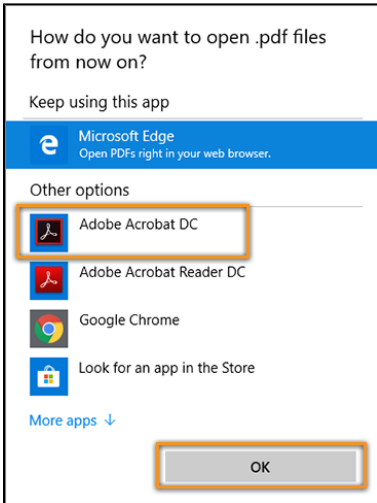 How do you want to open .pdf files
from now on?
Keep using this app
Microsoft Edge
Open PDFs right in your web browser.
Other options
Adobe Acrobat DC
Adobe Acrobat Reader DC
Google Chrome
Look for an app in the Store
More apps ↓
OK